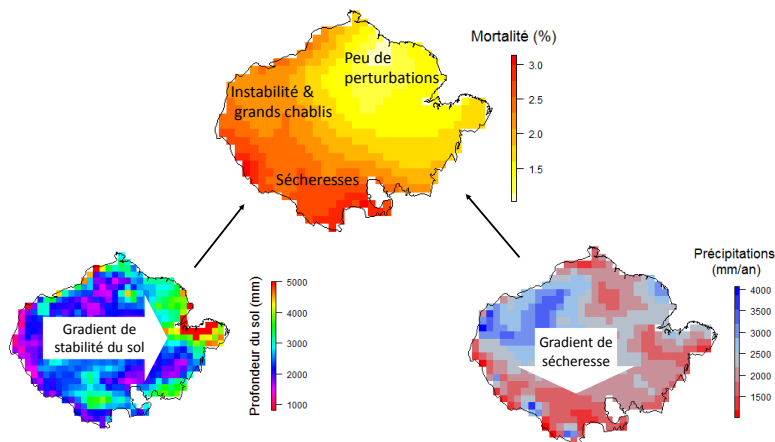 Mortalité (%)
3.0
2.5
2.0
1.5
Peu de
perturbations
Instabilité &
grands chablis
Sécheresses
Profondeur du sol (mm)
5000
4000
3000
2000
1000
Gradient de
stabilité du sol
Précipitations
(mm/an)
4000
3500
3000
2500
2000
1500
1000
Gradient de
sécheresse